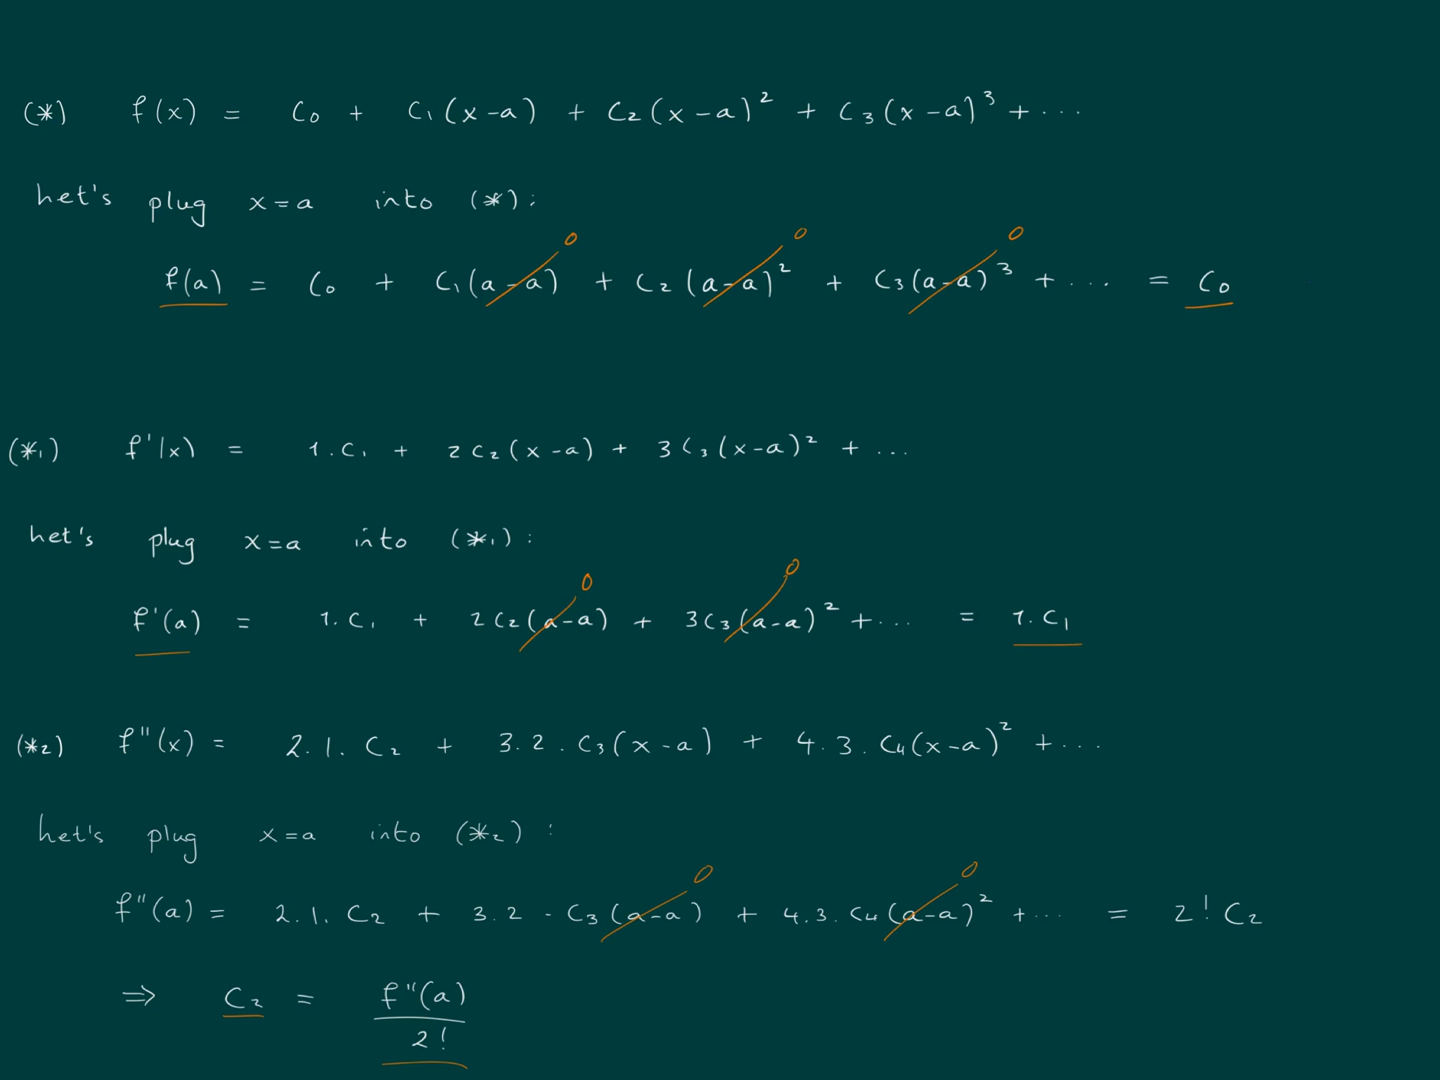 (*) f(x) = C₀ + C₁(x-a) + C₂(x-a)² + C₃(x-a)³ + ...
Let's plug x=a into (*):
0 0 0
f(a) = C₀ + C₁(a-a) + C₂(a-a)² + C₃(a-a)³ + ... = C₀
(*₁) f'(x) = 1.C₁ + 2C₂(x-a) + 3C₃(x-a)² + ...
Let's plug x=a into (*₁):
0 0
f'(a) = 1.C₁ + 2C₂(a-a) + 3C₃(a-a)² + ... = 1.C₁
(*₂) f"(x) = 2.1.C₂ + 3.2.C₃(x-a) + 4.3.C₄(x-a)² + ...
Let's plug x=a into (*₂):
0 0
f"(a) = 2.1.C₂ + 3.2.C₃(a-a) + 4.3.C₄(a-a)² + ... = 2!C₂
⇒ C₂ = f"(a)
2!